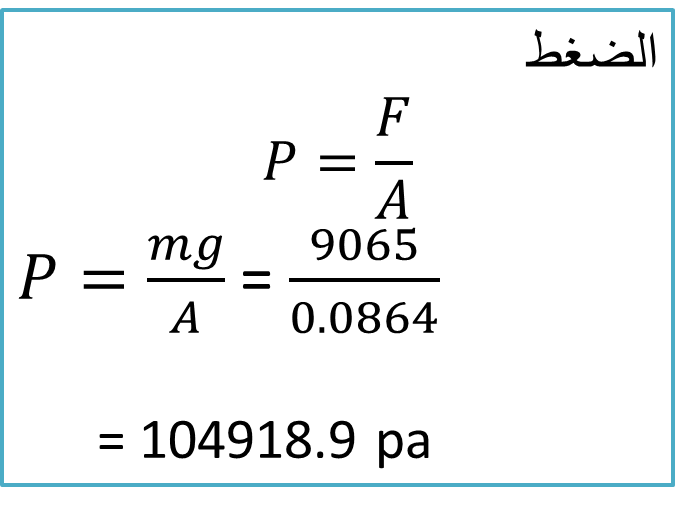 الضغط
P = F/A
P = mg/A = 9065/0.0864
= 104918.9 pa